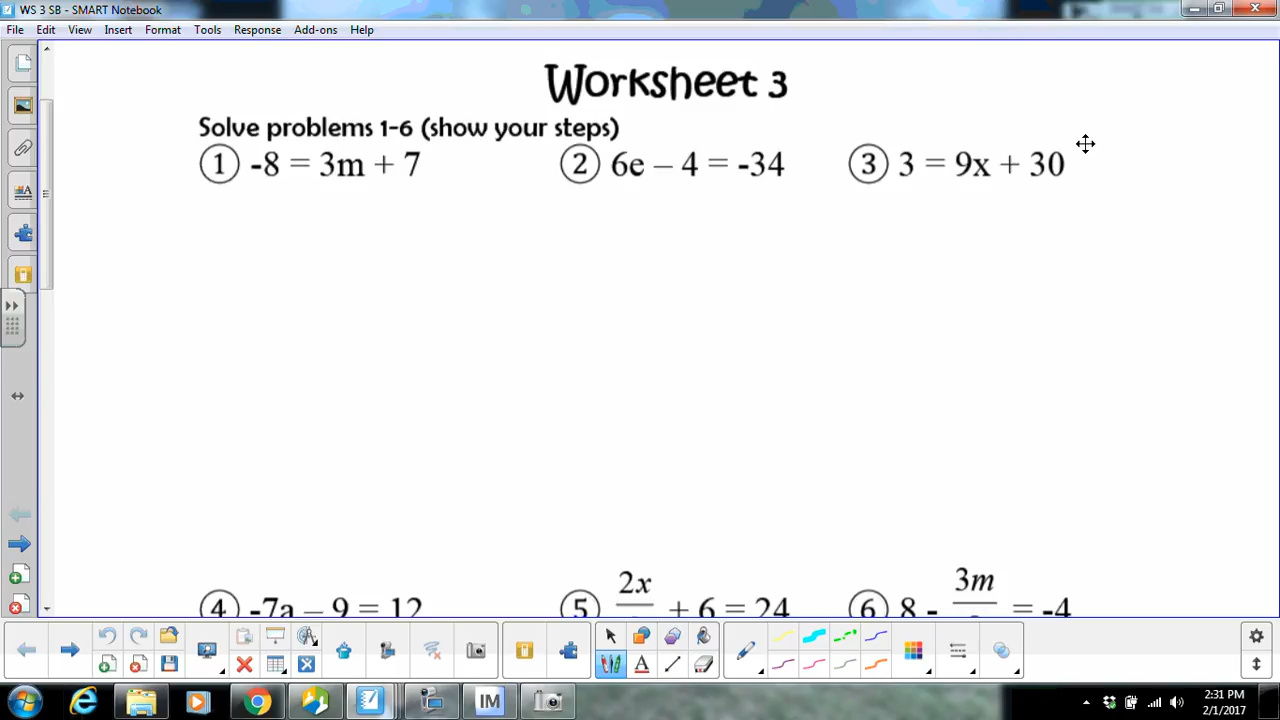 WS 3 SB - SMART Notebook
File Edit View Insert Format Tools Response Add-ons Help
Worksheet 3
Solve problems 1-6 (show your steps)
1 -8 = 3m + 7
2 6e – 4 = -34
3 3 = 9x + 30
4 -7a – 9 = 12
5 2x + 6 = 24
6 8 - 3m = -4
IM
2:31 PM
2/1/2017